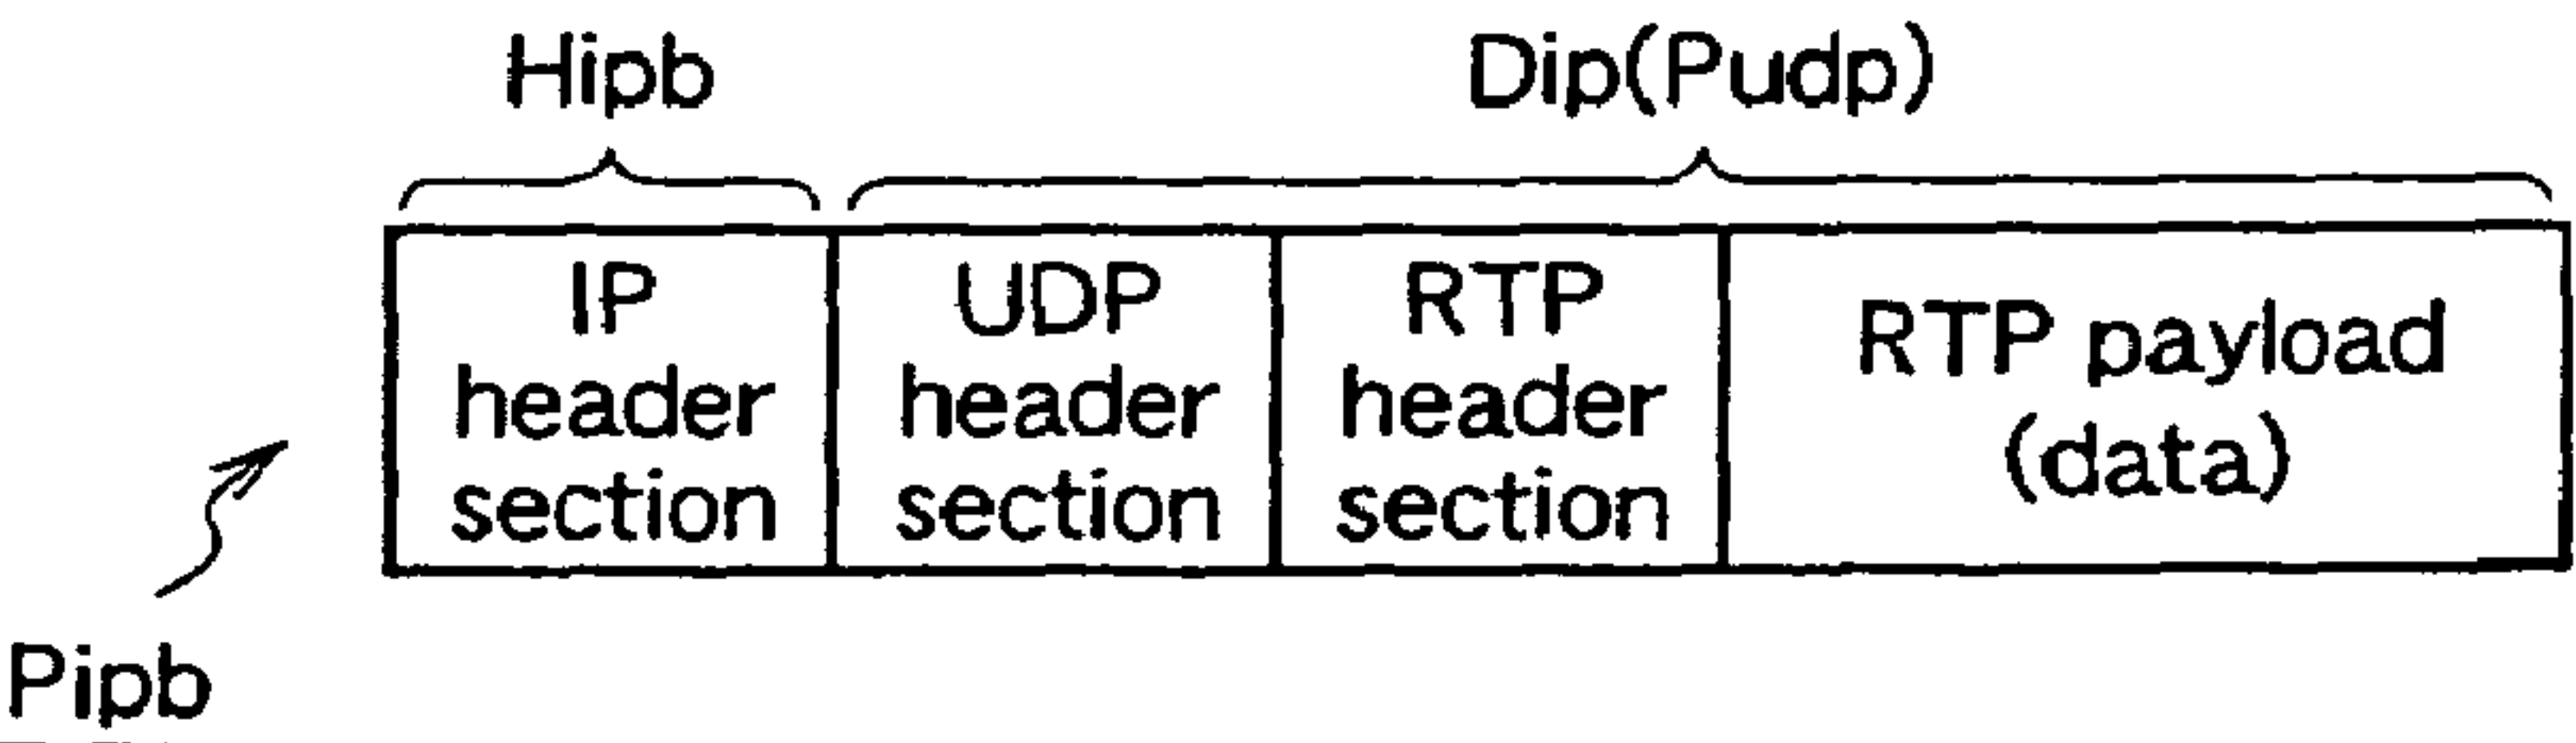 Hipb
Dip(Pudp)
IP
header
section
UDP
header
section
RTP
header
section
RTP payload
(data)
Pipb